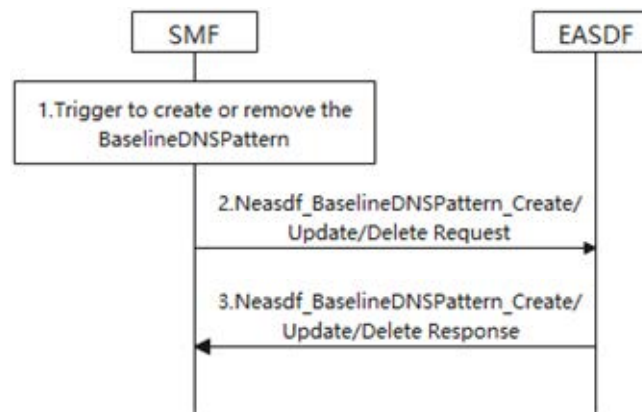 SMF
EASDF
1.Trigger to create or remove the
BaselineDNSPattern
2.Neasdf_BaselineDNSPattern_Create/
Update/Delete Request
3.Neasdf_BaselineDNSPattern_Create/
Update/Delete Response